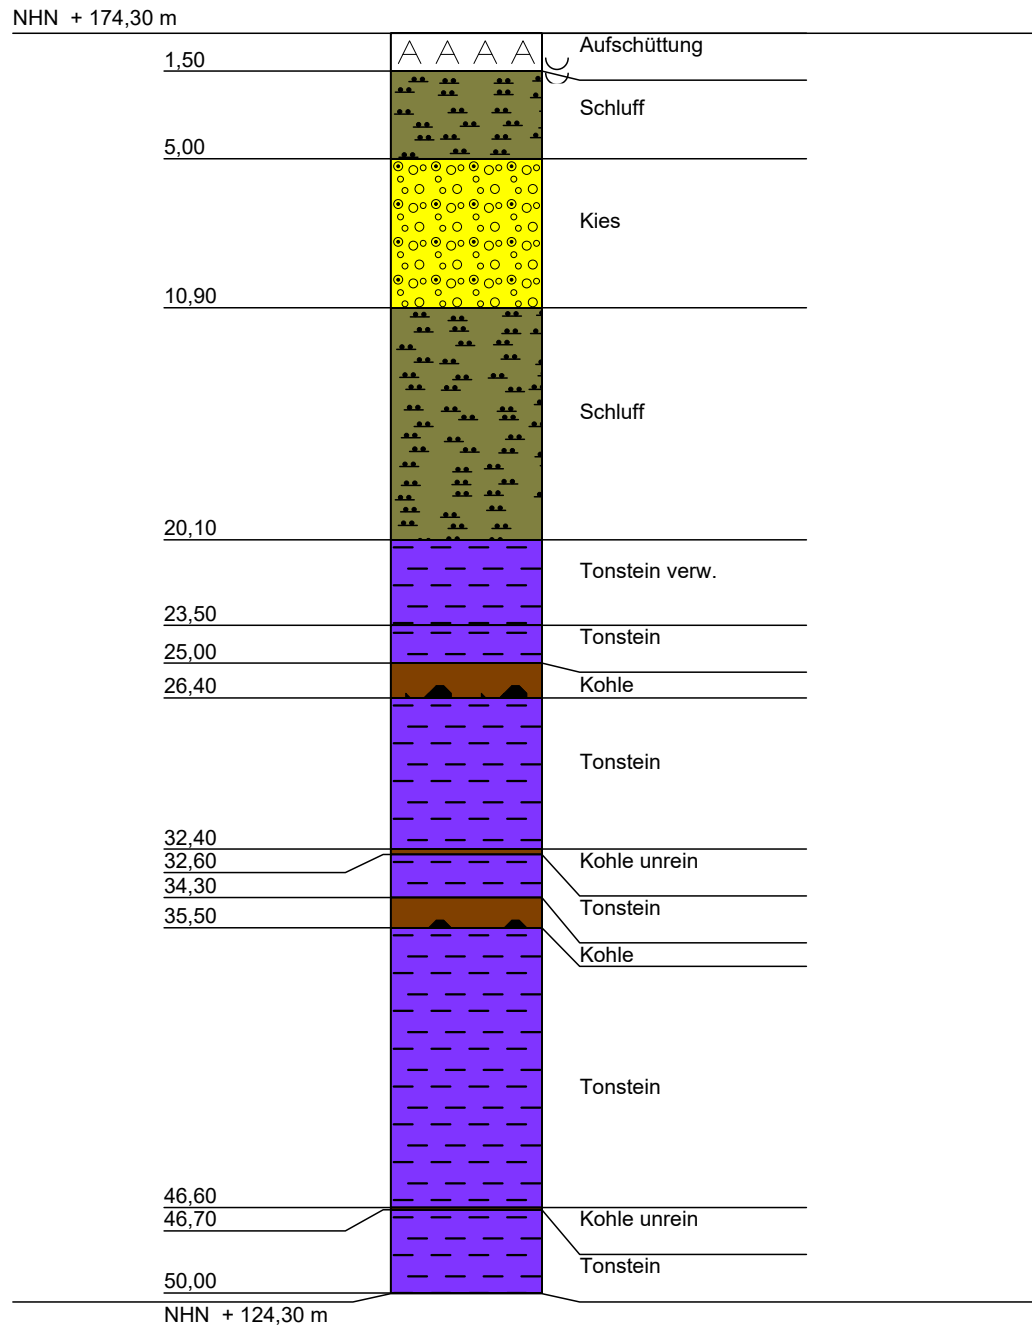 NHN + 174,30 m
Aufschüttung
1,50
Schluff
5,00
Kies
10,90
Schluff
20,10
Tonstein verw.
23,50
Tonstein
25,00
Kohle
26,40
Tonstein
32,40
Kohle unrein
32,60
34,30
Tonstein
35,50
Kohle
Tonstein
46,60
46,70
Kohle unrein
Tonstein
50,00
NHN + 124,30 m